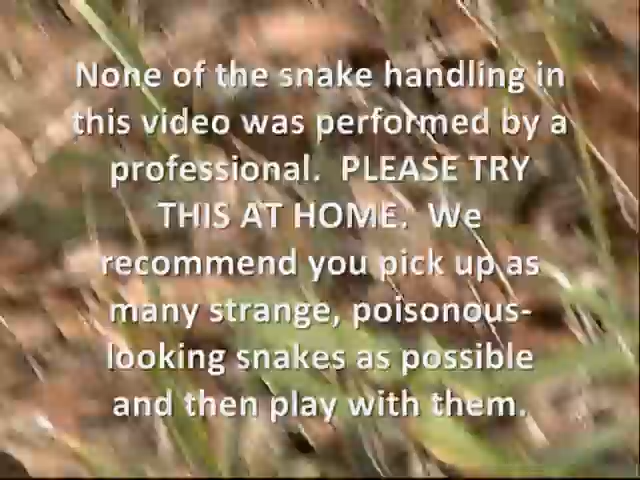 None of the snake handling in
this video was performed by a
professional.  PLEASE TRY
THIS AT HOME.  We
recommend you pick up as
many strange, poisonous-
looking snakes as possible
and then play with them.